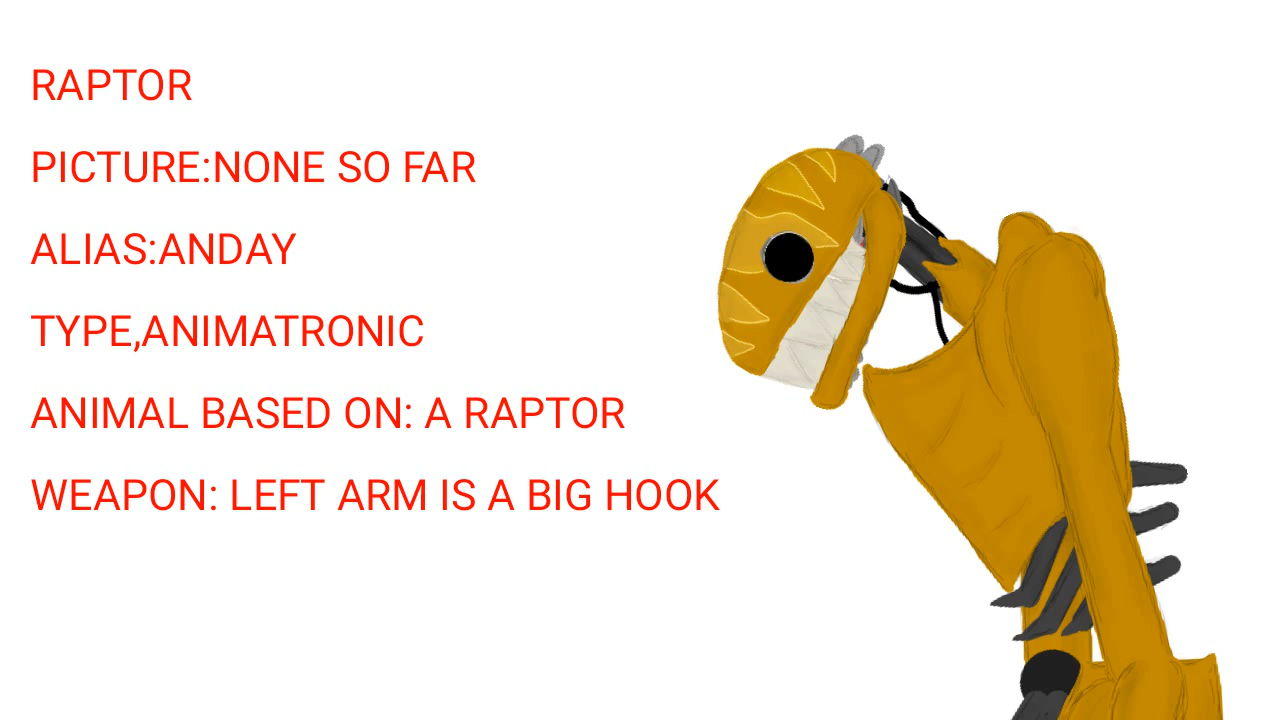 RAPTOR
PICTURE:NONE SO FAR
ALIAS:ANDAY
TYPE,ANIMATRONIC
ANIMAL BASED ON: A RAPTOR
WEAPON: LEFT ARM IS A BIG HOOK